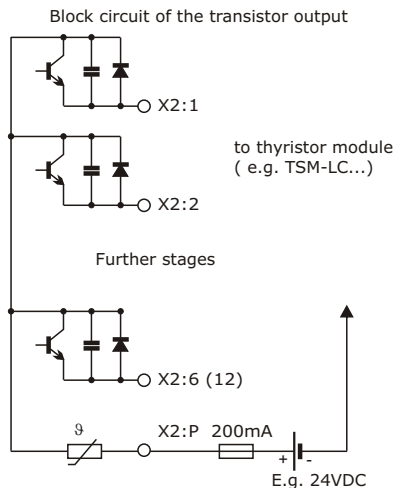 Block circuit of the transistor output
X2:1
to thyristor module
( e.g. TSM-LC...)
X2:2
Further stages
X2:6 (12)
ϑ
X2:P 200mA
+ -
E.g. 24VDC